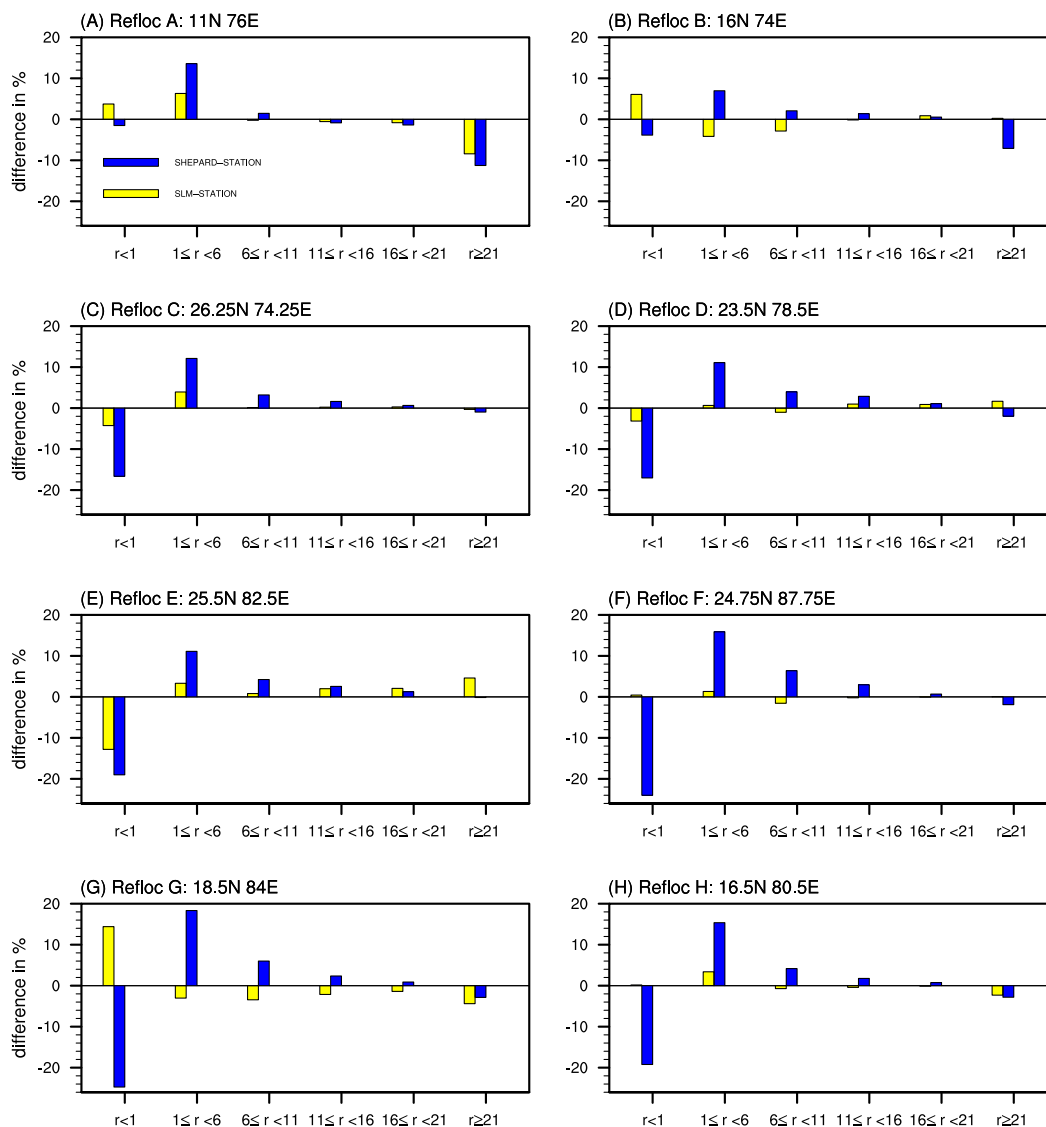 (A) Refloc A: 11N 76E
(B) Refloc B: 16N 74E
difference in %
20
10
0
-10
-20
SHEPARD−STATION
SLM−STATION
r<1
1≤ r <6
6≤ r <11
11≤ r <16
16≤ r <21
r≥21
20
10
0
-10
-20
r<1
1≤ r <6
6≤ r <11
11≤ r <16
16≤ r <21
r≥21
(C) Refloc C: 26.25N 74.25E
(D) Refloc D: 23.5N 78.5E
difference in %
20
10
0
-10
-20
r<1
1≤ r <6
6≤ r <11
11≤ r <16
16≤ r <21
r≥21
20
10
0
-10
-20
r<1
1≤ r <6
6≤ r <11
11≤ r <16
16≤ r <21
r≥21
(E) Refloc E: 25.5N 82.5E
(F) Refloc F: 24.75N 87.75E
difference in %
20
10
0
-10
-20
r<1
1≤ r <6
6≤ r <11
11≤ r <16
16≤ r <21
r≥21
20
10
0
-10
-20
r<1
1≤ r <6
6≤ r <11
11≤ r <16
16≤ r <21
r≥21
(G) Refloc G: 18.5N 84E
(H) Refloc H: 16.5N 80.5E
difference in %
20
10
0
-10
-20
r<1
1≤ r <6
6≤ r <11
11≤ r <16
16≤ r <21
r≥21
20
10
0
-10
-20
r<1
1≤ r <6
6≤ r <11
11≤ r <16
16≤ r <21
r≥21